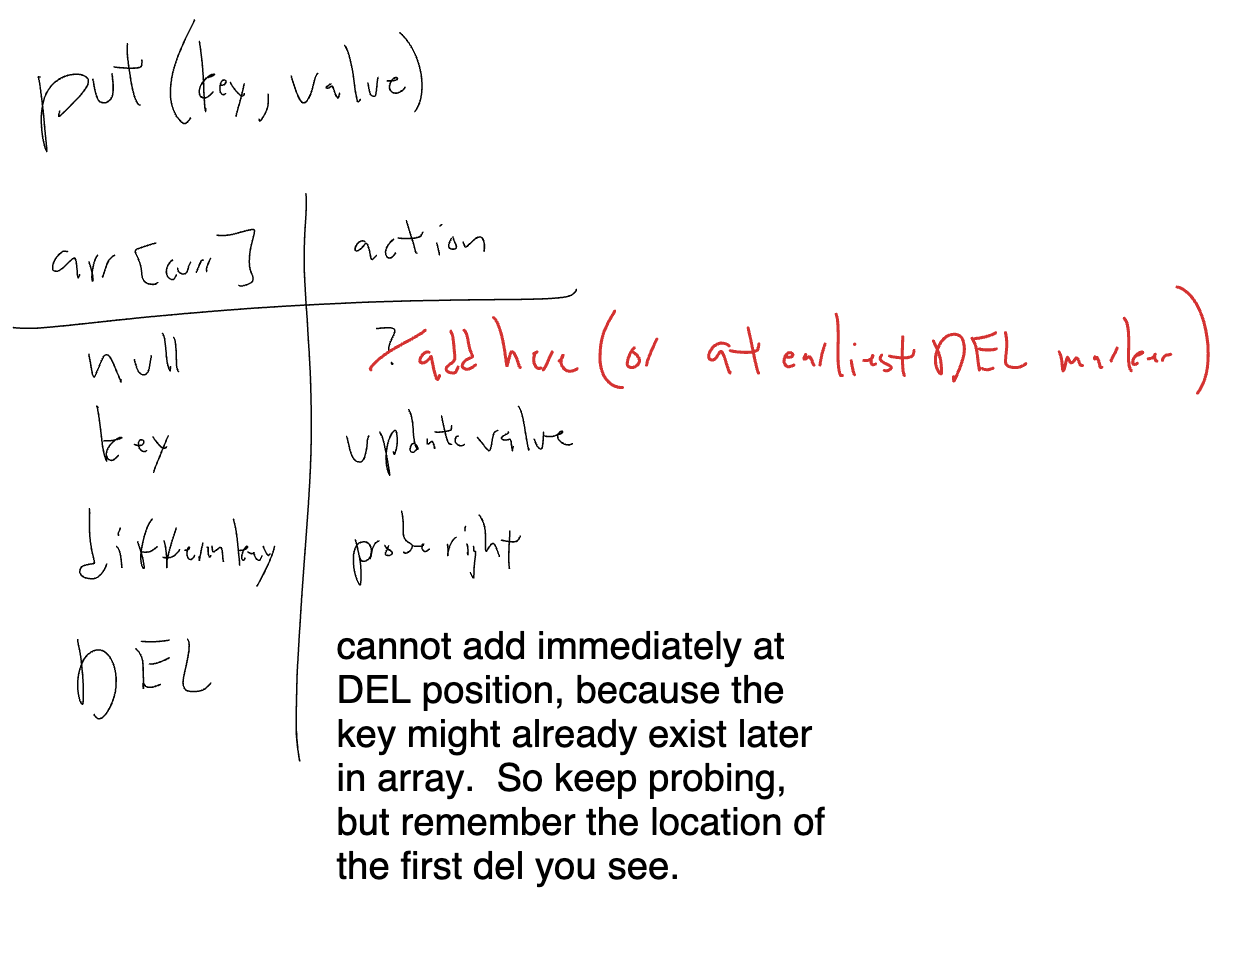 put(key, value)
arr[curr] action
null ? add here (or at earliest DEL marker)
key update value
different key probe right
DEL
cannot add immediately at
DEL position, because the
key might already exist later
in array.  So keep probing,
but remember the location of
the first del you see.